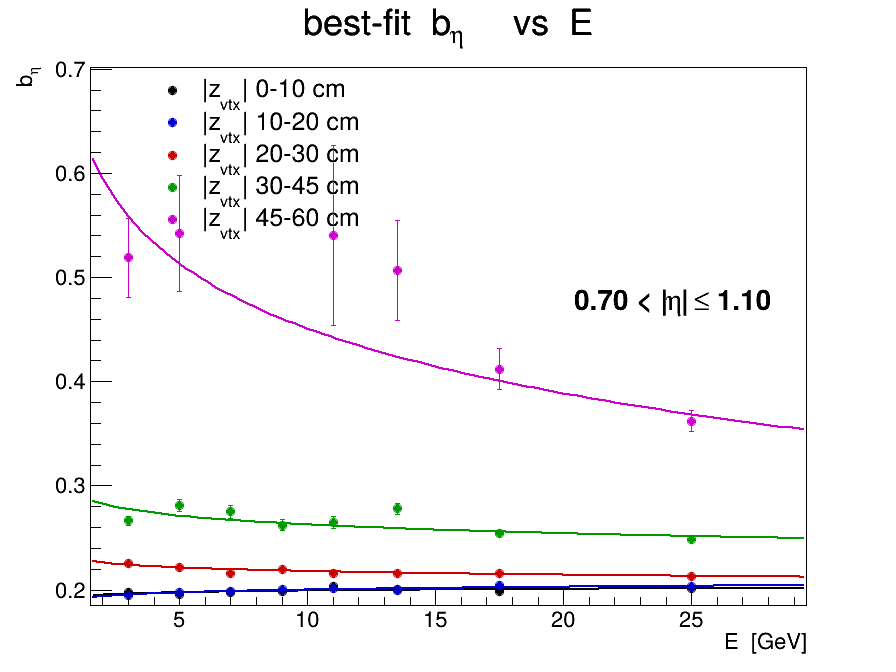 best-fit b_η vs E
b_η
0.7
0.6
0.5
0.4
0.3
0.2
|z_vtx| 0-10 cm
|z_vtx| 10-20 cm
|z_vtx| 20-30 cm
|z_vtx| 30-45 cm
|z_vtx| 45-60 cm
0.70 < |η| ≤ 1.10
5 10 15 20 25
E [GeV]